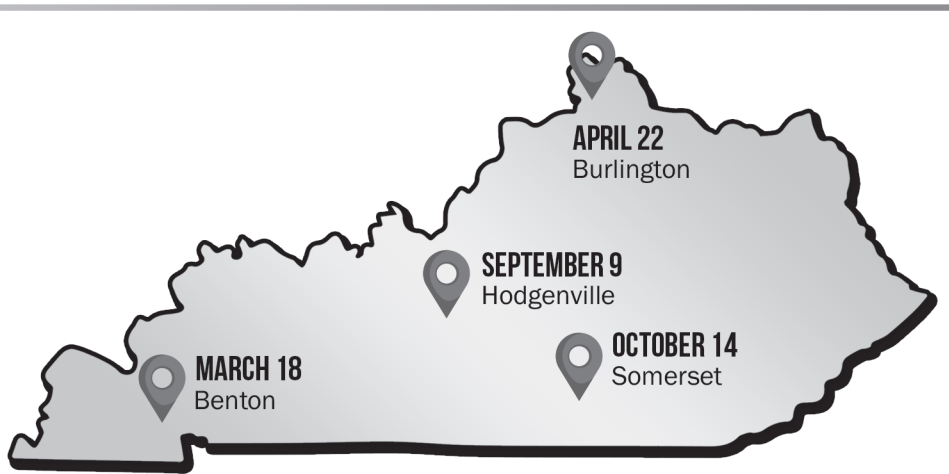 APRIL 22
Burlington
SEPTEMBER 9
Hodgenville
OCTOBER 14
Somerset
MARCH 18
Benton